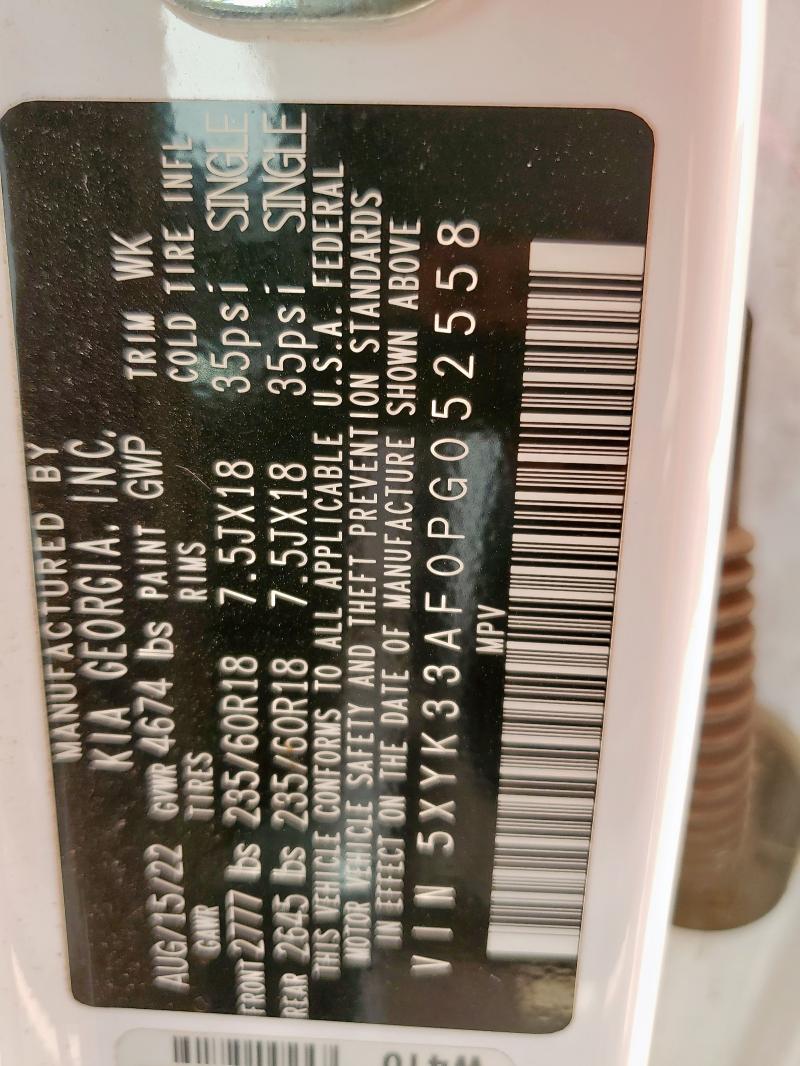 MANUFACTURED BY
KIA GEORGIA, INC.
AUG/15/22 GVWR 4674 lbs PAINT GWP TRIM WK
GAWR TIRES RIMS COLD TIRE INFL
FRONT 2777 lbs 235/60R18 7.5JX18 35psi SINGLE
REAR 2645 lbs 235/60R18 7.5JX18 35psi SINGLE
THIS VEHICLE CONFORMS TO ALL APPLICABLE U.S.A. FEDERAL
MOTOR VEHICLE SAFETY AND THEFT PREVENTION STANDARDS
IN EFFECT ON THE DATE OF MANUFACTURE SHOWN ABOVE
VIN 5XYK33AF0PG052558
MPV